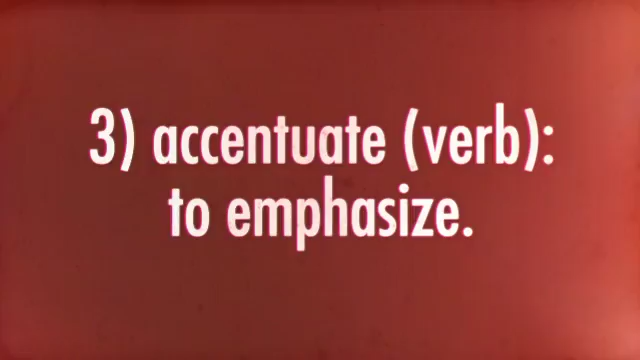 3) accentuate (verb):
to emphasize.